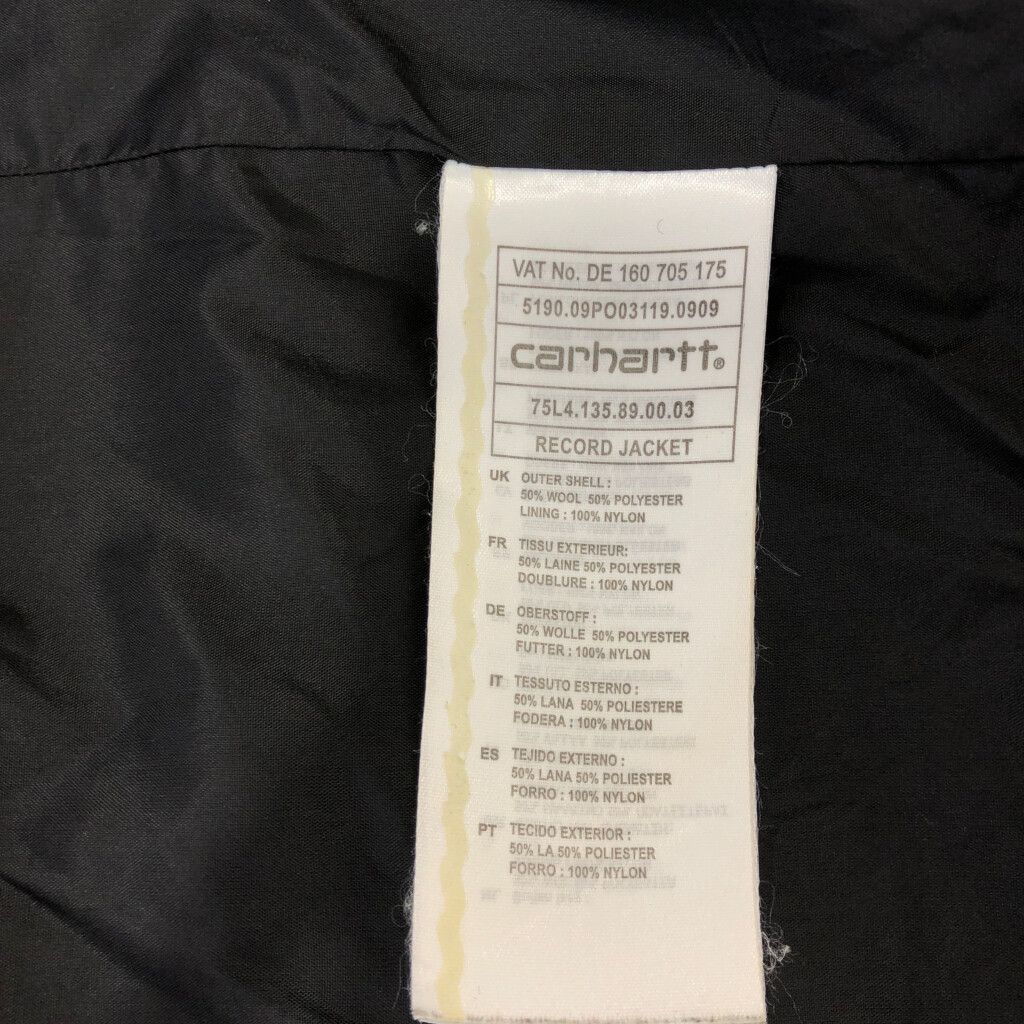 VAT No. DE 160 705 175
5190.09PO03119.0909
carhartt®
75L4.135.89.00.03
RECORD JACKET
UK OUTER SHELL :
50% WOOL 50% POLYESTER
LINING : 100% NYLON
FR TISSU EXTERIEUR:
50% LAINE 50% POLYESTER
DOUBLURE : 100% NYLON
DE OBERSTOFF :
50% WOLLE 50% POLYESTER
FUTTER : 100% NYLON
IT TESSUTO ESTERNO :
50% LANA 50% POLIESTERE
FODERA : 100% NYLON
ES TEJIDO EXTERNO :
50% LANA 50% POLIESTER
FORRO : 100% NYLON
PT TECIDO EXTERIOR :
50% LA 50% POLIESTER
FORRO : 100% NYLON